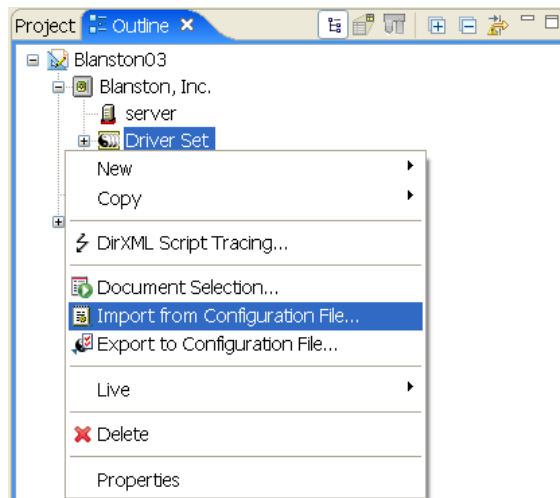 Project Outline
Blanston03
Blanston, Inc.
server
Driver Set
New
Copy
DirXML Script Tracing...
Document Selection...
Import from Configuration File...
Export to Configuration File...
Live
Delete
Properties